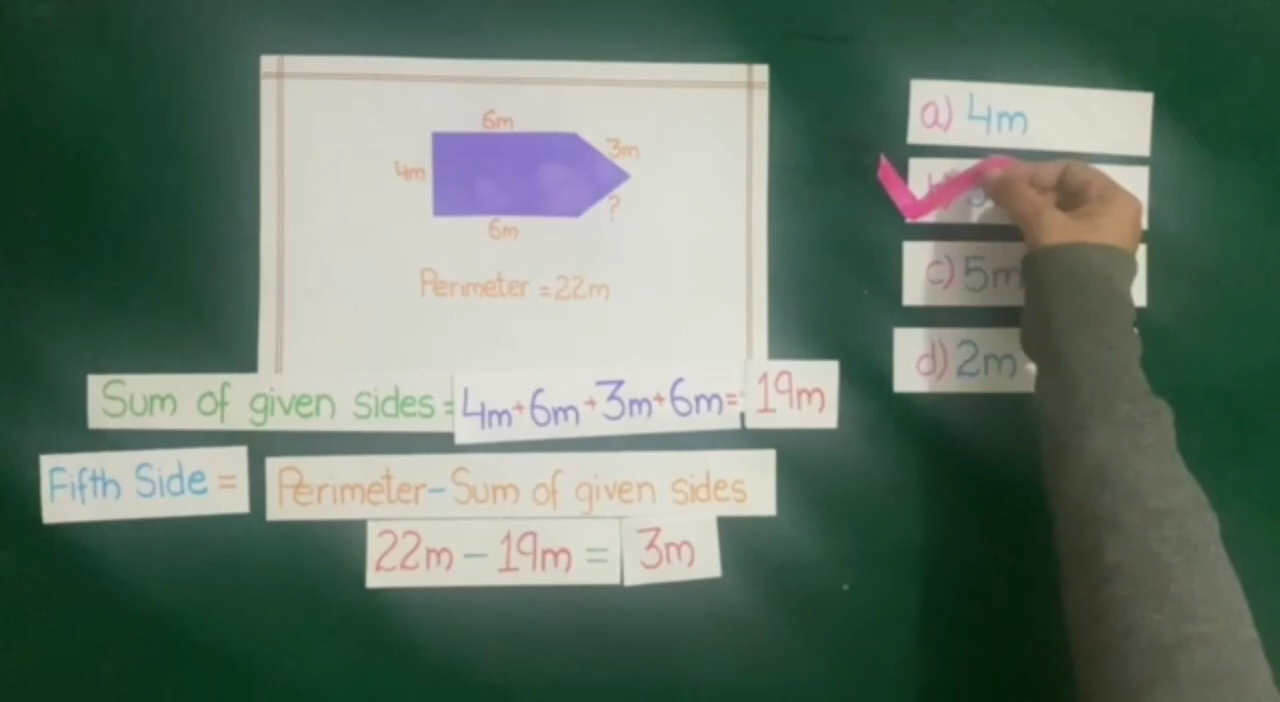 6m
4m
3m
?
6m
Perimeter = 22m
a) 4m
c) 5m
d) 2m
Sum of given sides = 4m + 6m + 3m + 6m = 19m
Fifth Side = Perimeter - Sum of given sides
22m - 19m = 3m